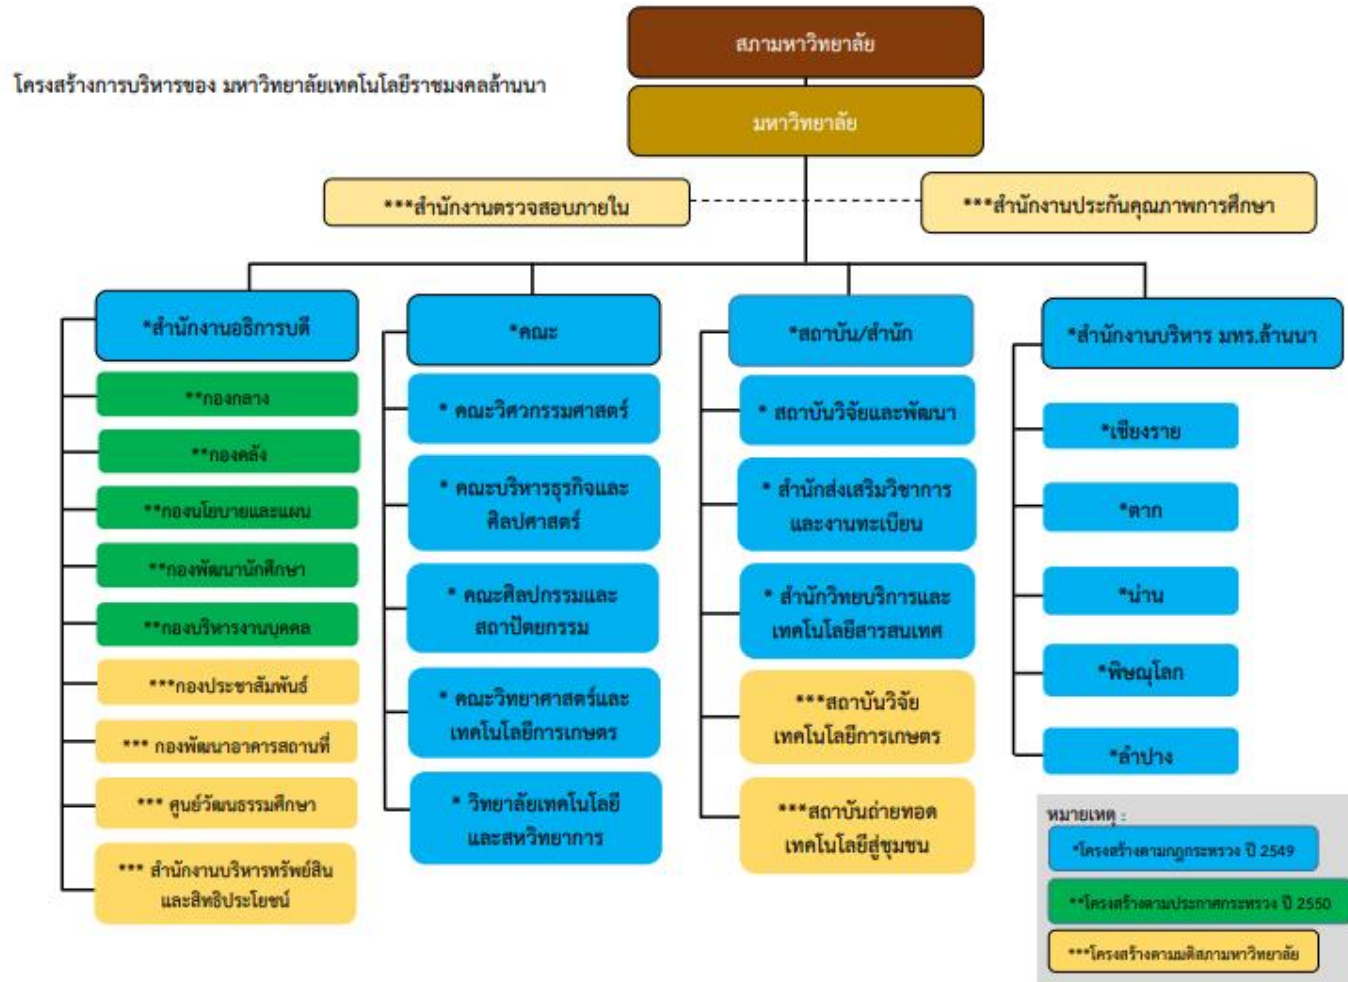 สภามหาวิทยาลัย
โครงสร้างการบริหารของ มหาวิทยาลัยเทคโนโลยีราชมงคลล้านนา
มหาวิทยาลัย
***สำนักงานตรวจสอบภายใน
***สำนักงานประกันคุณภาพการศึกษา
*สำนักงานอธิการบดี
**กองกลาง
**กองคลัง
**กองนโยบายและแผน
**กองพัฒนานักศึกษา
**กองบริหารงานบุคคล
***กองประชาสัมพันธ์
*** กองพัฒนาอาคารสถานที่
*** ศูนย์วัฒนธรรมศึกษา
*** สำนักงานบริหารทรัพย์สิน
และสิทธิประโยชน์
*คณะ
* คณะวิศวกรรมศาสตร์
* คณะบริหารธุรกิจและ
ศิลปศาสตร์
* คณะศิลปกรรมและ
สถาปัตยกรรม
* คณะวิทยาศาสตร์และ
เทคโนโลยีการเกษตร
* วิทยาลัยเทคโนโลยี
และสหวิทยาการ
*สถาบัน/สำนัก
* สถาบันวิจัยและพัฒนา
* สำนักส่งเสริมวิชาการ
และงานทะเบียน
* สำนักวิทยบริการและ
เทคโนโลยีสารสนเทศ
***สถาบันวิจัย
เทคโนโลยีการเกษตร
***สถาบันถ่ายทอด
เทคโนโลยีสู่ชุมชน
*สำนักงานบริหาร มทร.ล้านนา
*เชียงราย
*ตาก
*น่าน
*พิษณุโลก
*ลำปาง
หมายเหตุ :
*โครงสร้างตามกฎกระทรวง ปี 2549
**โครงสร้างตามประกาศกระทรวง ปี 2550
***โครงสร้างตามมติสภามหาวิทยาลัย